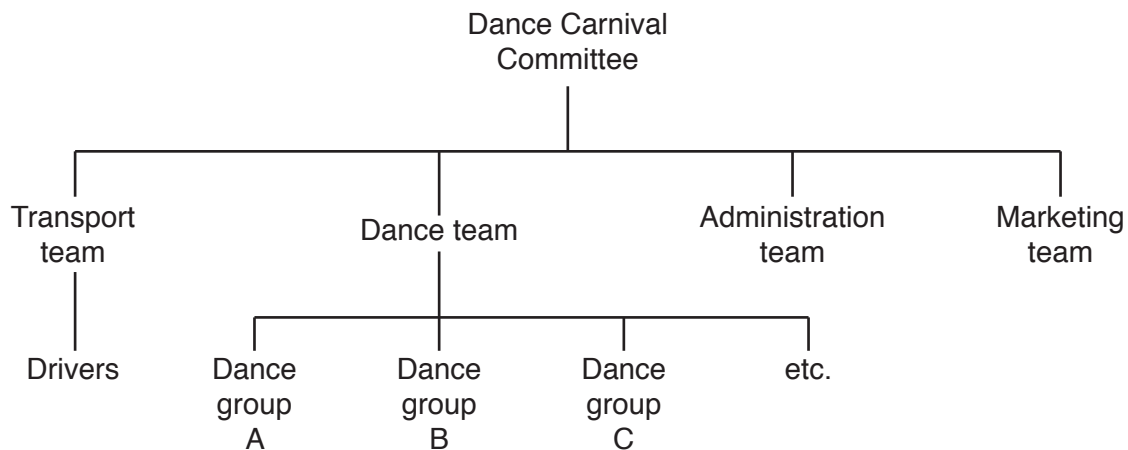 Dance Carnival
Committee
Transport
team
Dance team
Administration
team
Marketing
team
Drivers
Dance
group
A
Dance
group
B
Dance
group
C
etc.